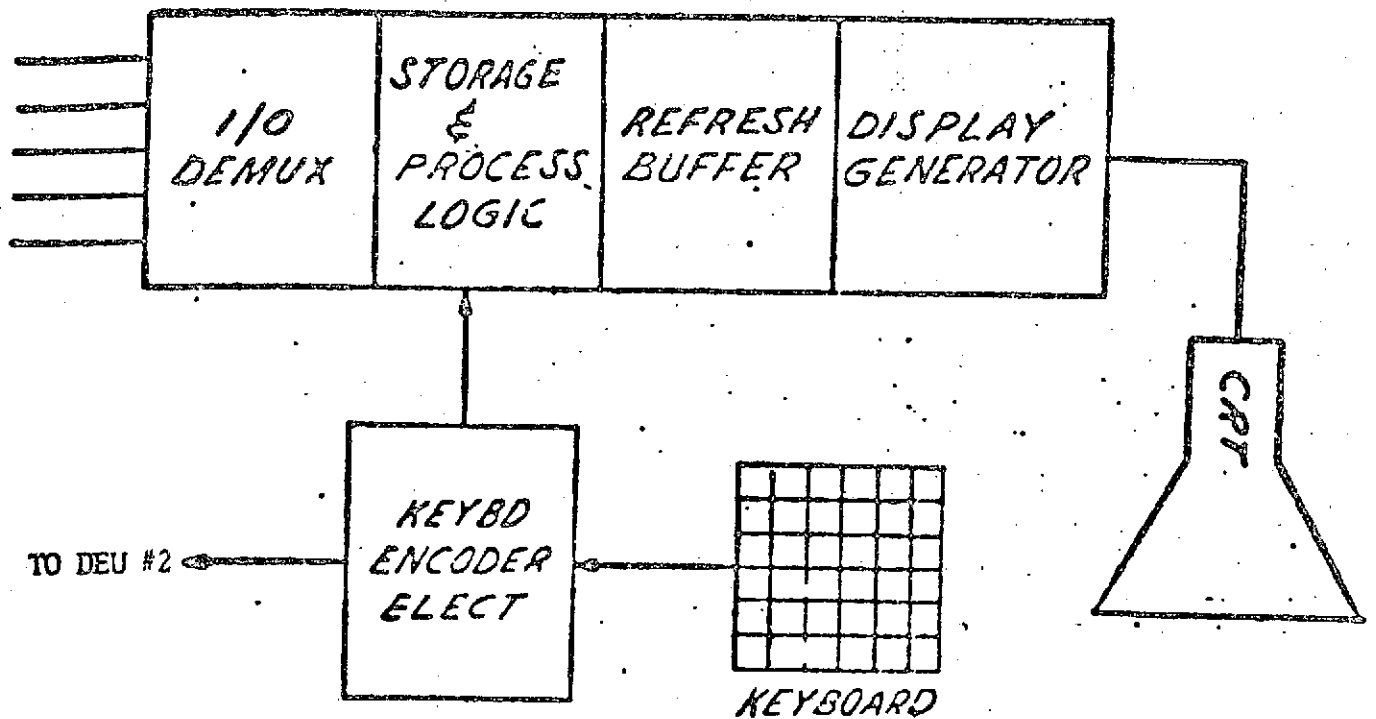 I/O
DEMUX
STORAGE
&
PROCESS
LOGIC
REFRESH
BUFFER
DISPLAY
GENERATOR
CRT
KEYBD
ENCODER
ELECT
TO DEU #2
KEYBOARD